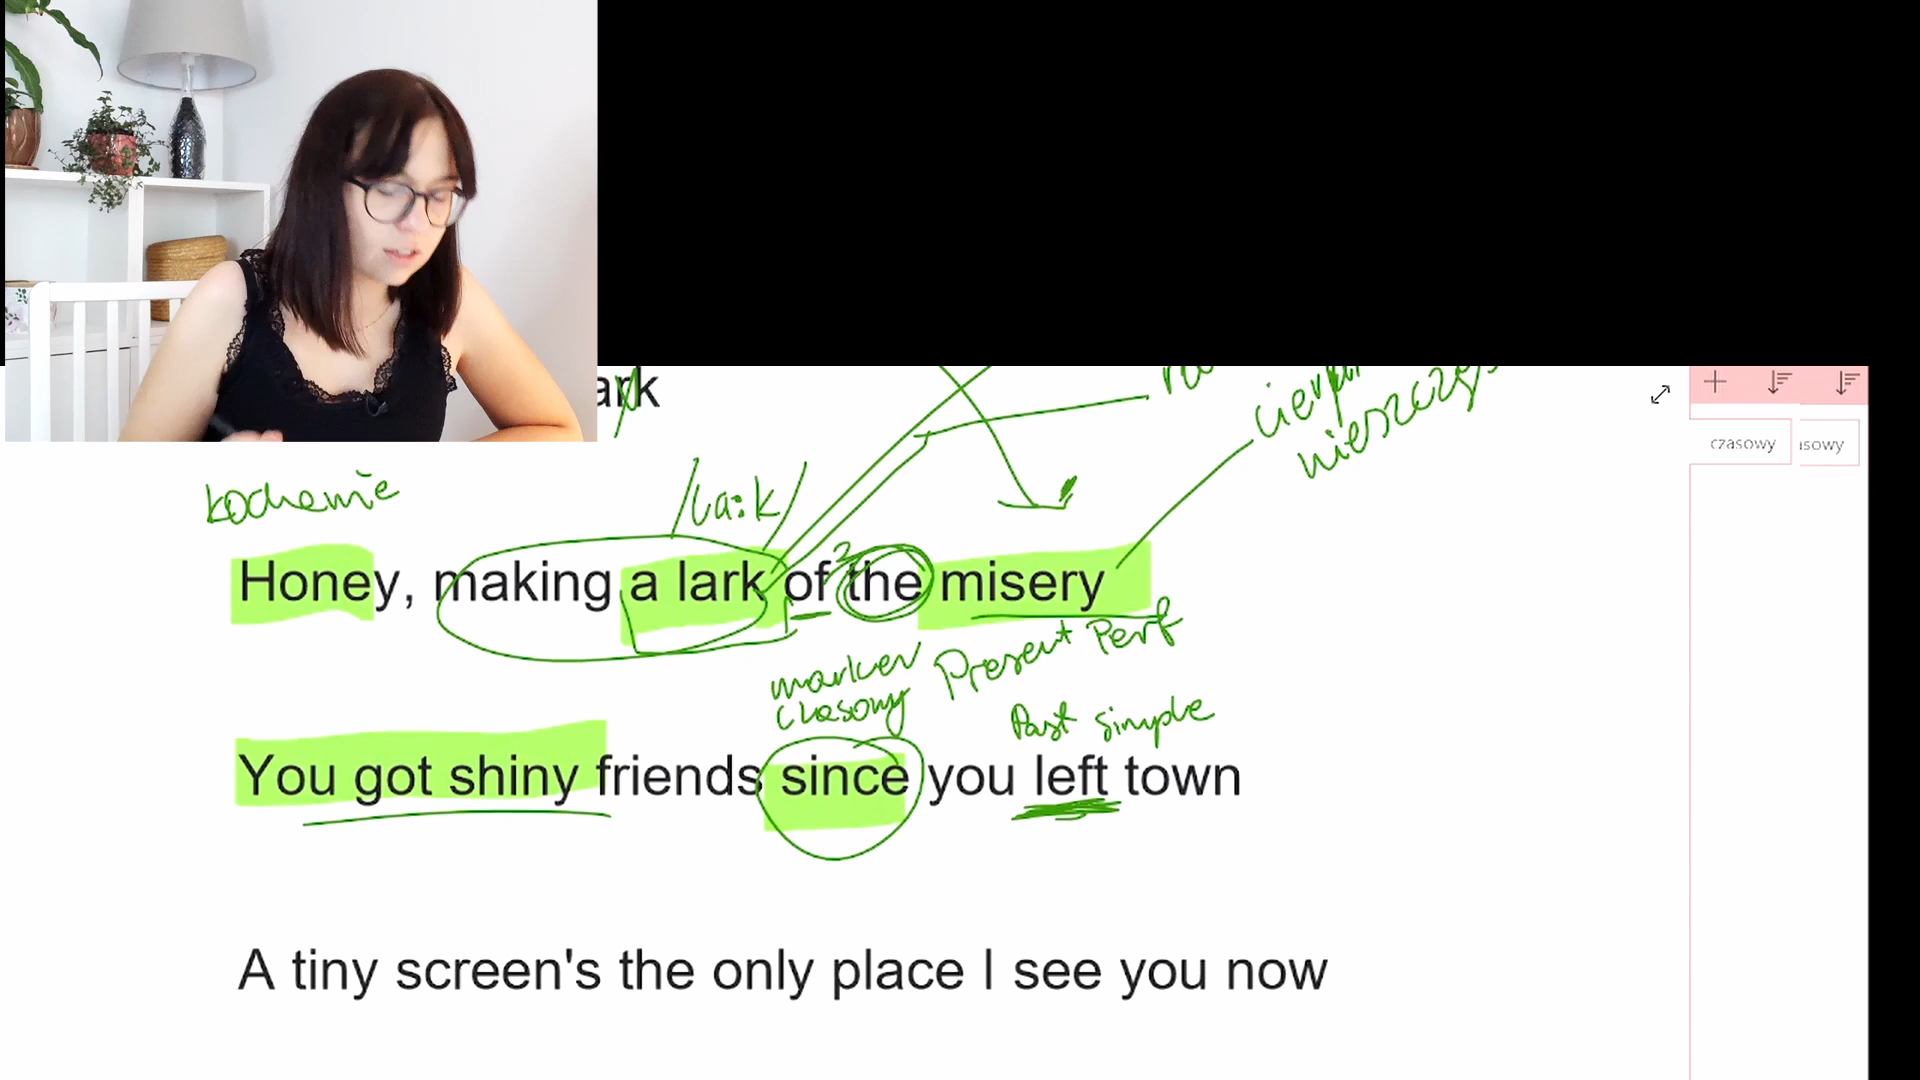 ark
czasowy
asowy
kochanie
/la:k/
Honey, making a lark of the misery
marker
czasowy
Present Perf
Past simple
You got shiny friends since you left town
A tiny screen's the only place I see you now